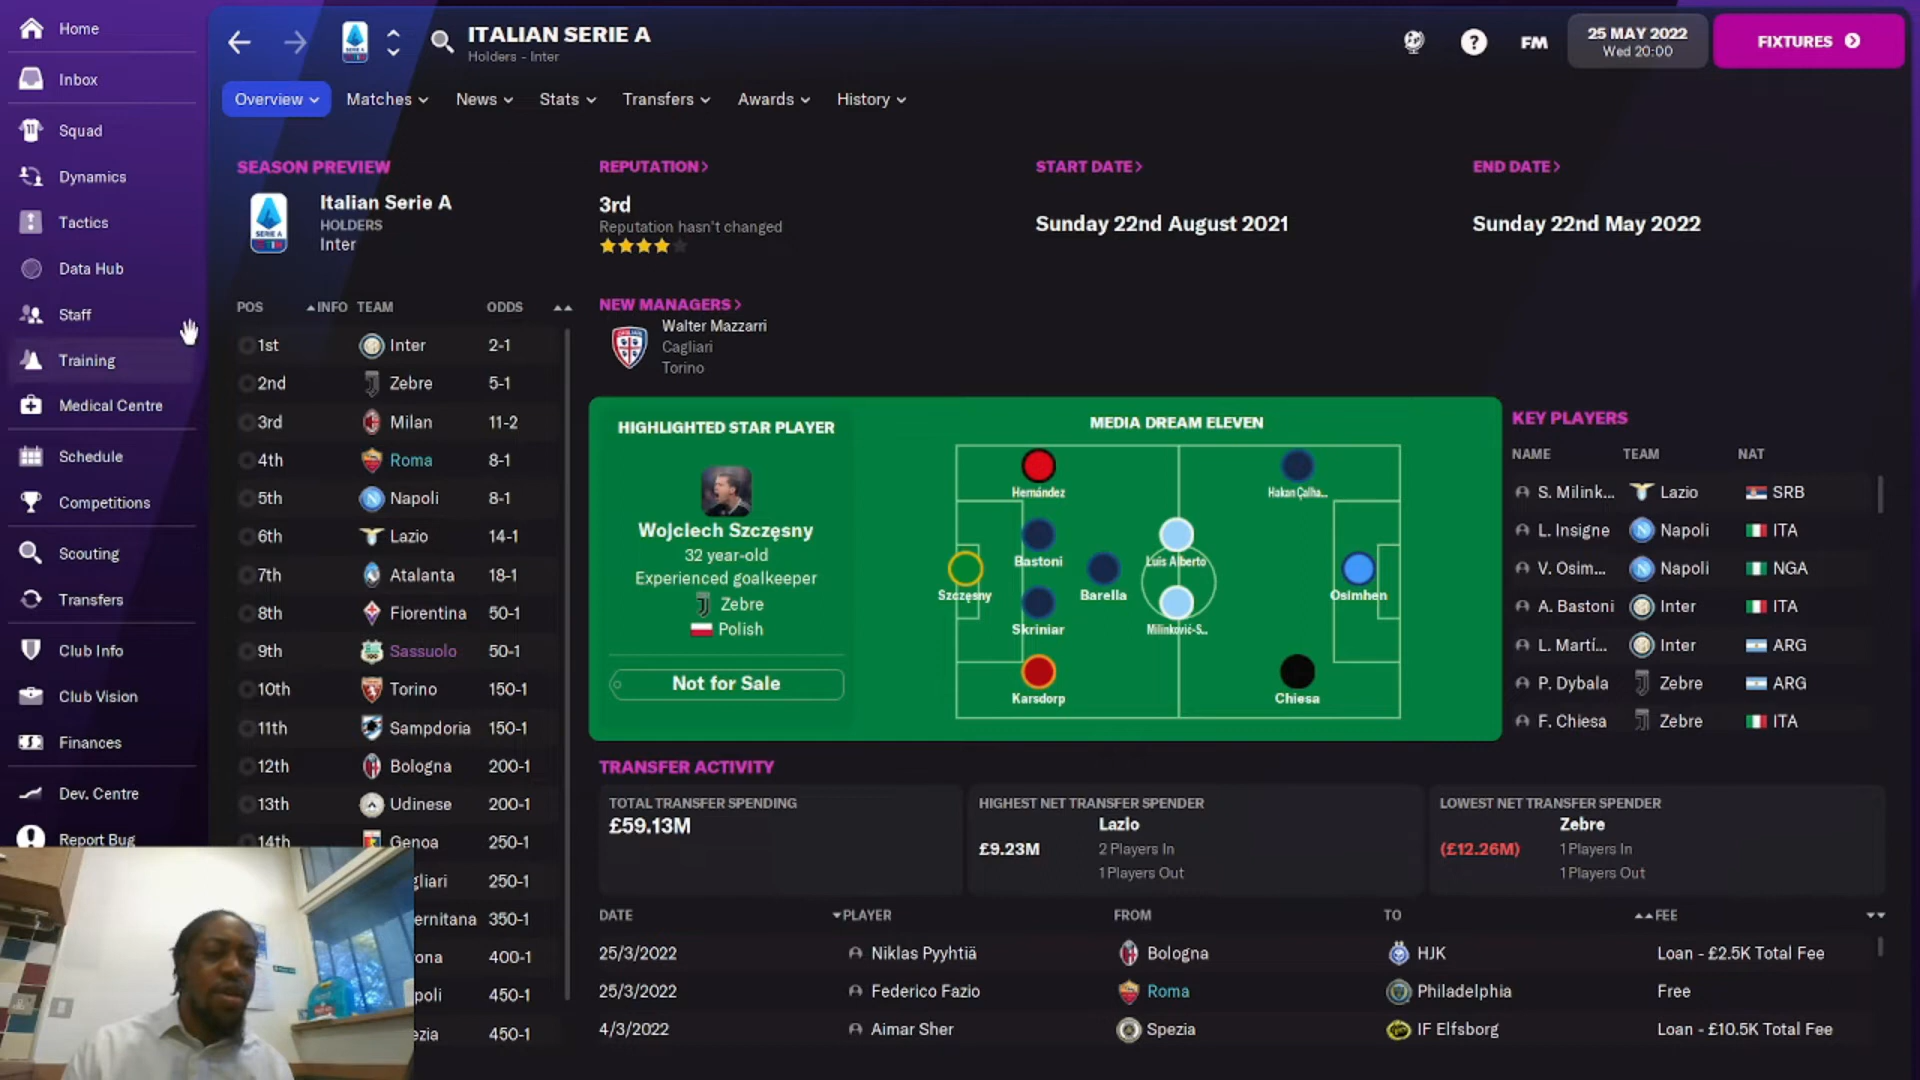 Home
Inbox
Squad
Dynamics
Tactics
Data Hub
Staff
Training
Medical Centre
Schedule
Competitions
Scouting
Transfers
Club Info
Club Vision
Finances
Dev. Centre
Report Bug
ITALIAN SERIE A
Holders - Inter
FM
25 MAY 2022
Wed 20:00
FIXTURES
Overview
Matches
News
Stats
Transfers
Awards
History
SEASON PREVIEW
Italian Serie A
HOLDERS
Inter
REPUTATION>
3rd
Reputation hasn't changed
START DATE>
Sunday 22nd August 2021
END DATE>
Sunday 22nd May 2022
NEW MANAGERS>
Walter Mazzarri
Cagliari
Torino
POS INFO TEAM ODDS
1st Inter 2-1
2nd Zebre 5-1
3rd Milan 11-2
4th Roma 8-1
5th Napoli 8-1
6th Lazio 14-1
7th Atalanta 18-1
8th Fiorentina 50-1
9th Sassuolo 50-1
10th Torino 150-1
11th Sampdoria 150-1
12th Bologna 200-1
13th Udinese 200-1
14th Genoa 250-1
gliari 250-1
ernitana 350-1
ona 400-1
poli 450-1
ezia 450-1
HIGHLIGHTED STAR PLAYER
Wojciech Szczęsny
32 year-old
Experienced goalkeeper
Zebre
Polish
Not for Sale
MEDIA DREAM ELEVEN
Hernández
Hakan Çalha...
Bastoni
Luis Alberto
Szczęsny
Barella
Osimhen
Skriniar
Milinković-S...
Karsdorp
Chiesa
KEY PLAYERS
NAME TEAM NAT
S. Milink... Lazio SRB
L. Insigne Napoli ITA
V. Osim... Napoli NGA
A. Bastoni Inter ITA
L. Martí... Inter ARG
P. Dybala Zebre ARG
F. Chiesa Zebre ITA
TRANSFER ACTIVITY
TOTAL TRANSFER SPENDING
£59.13M
HIGHEST NET TRANSFER SPENDER
Lazio
£9.23M
2 Players In
1 Players Out
LOWEST NET TRANSFER SPENDER
Zebre
(£12.26M)
1 Players In
1 Players Out
DATE PLAYER FROM TO FEE
25/3/2022 Niklas Pyyhtiä Bologna HJK Loan - £2.5K Total Fee
25/3/2022 Federico Fazio Roma Philadelphia Free
4/3/2022 Aimar Sher Spezia IF Elfsborg Loan - £10.5K Total Fee